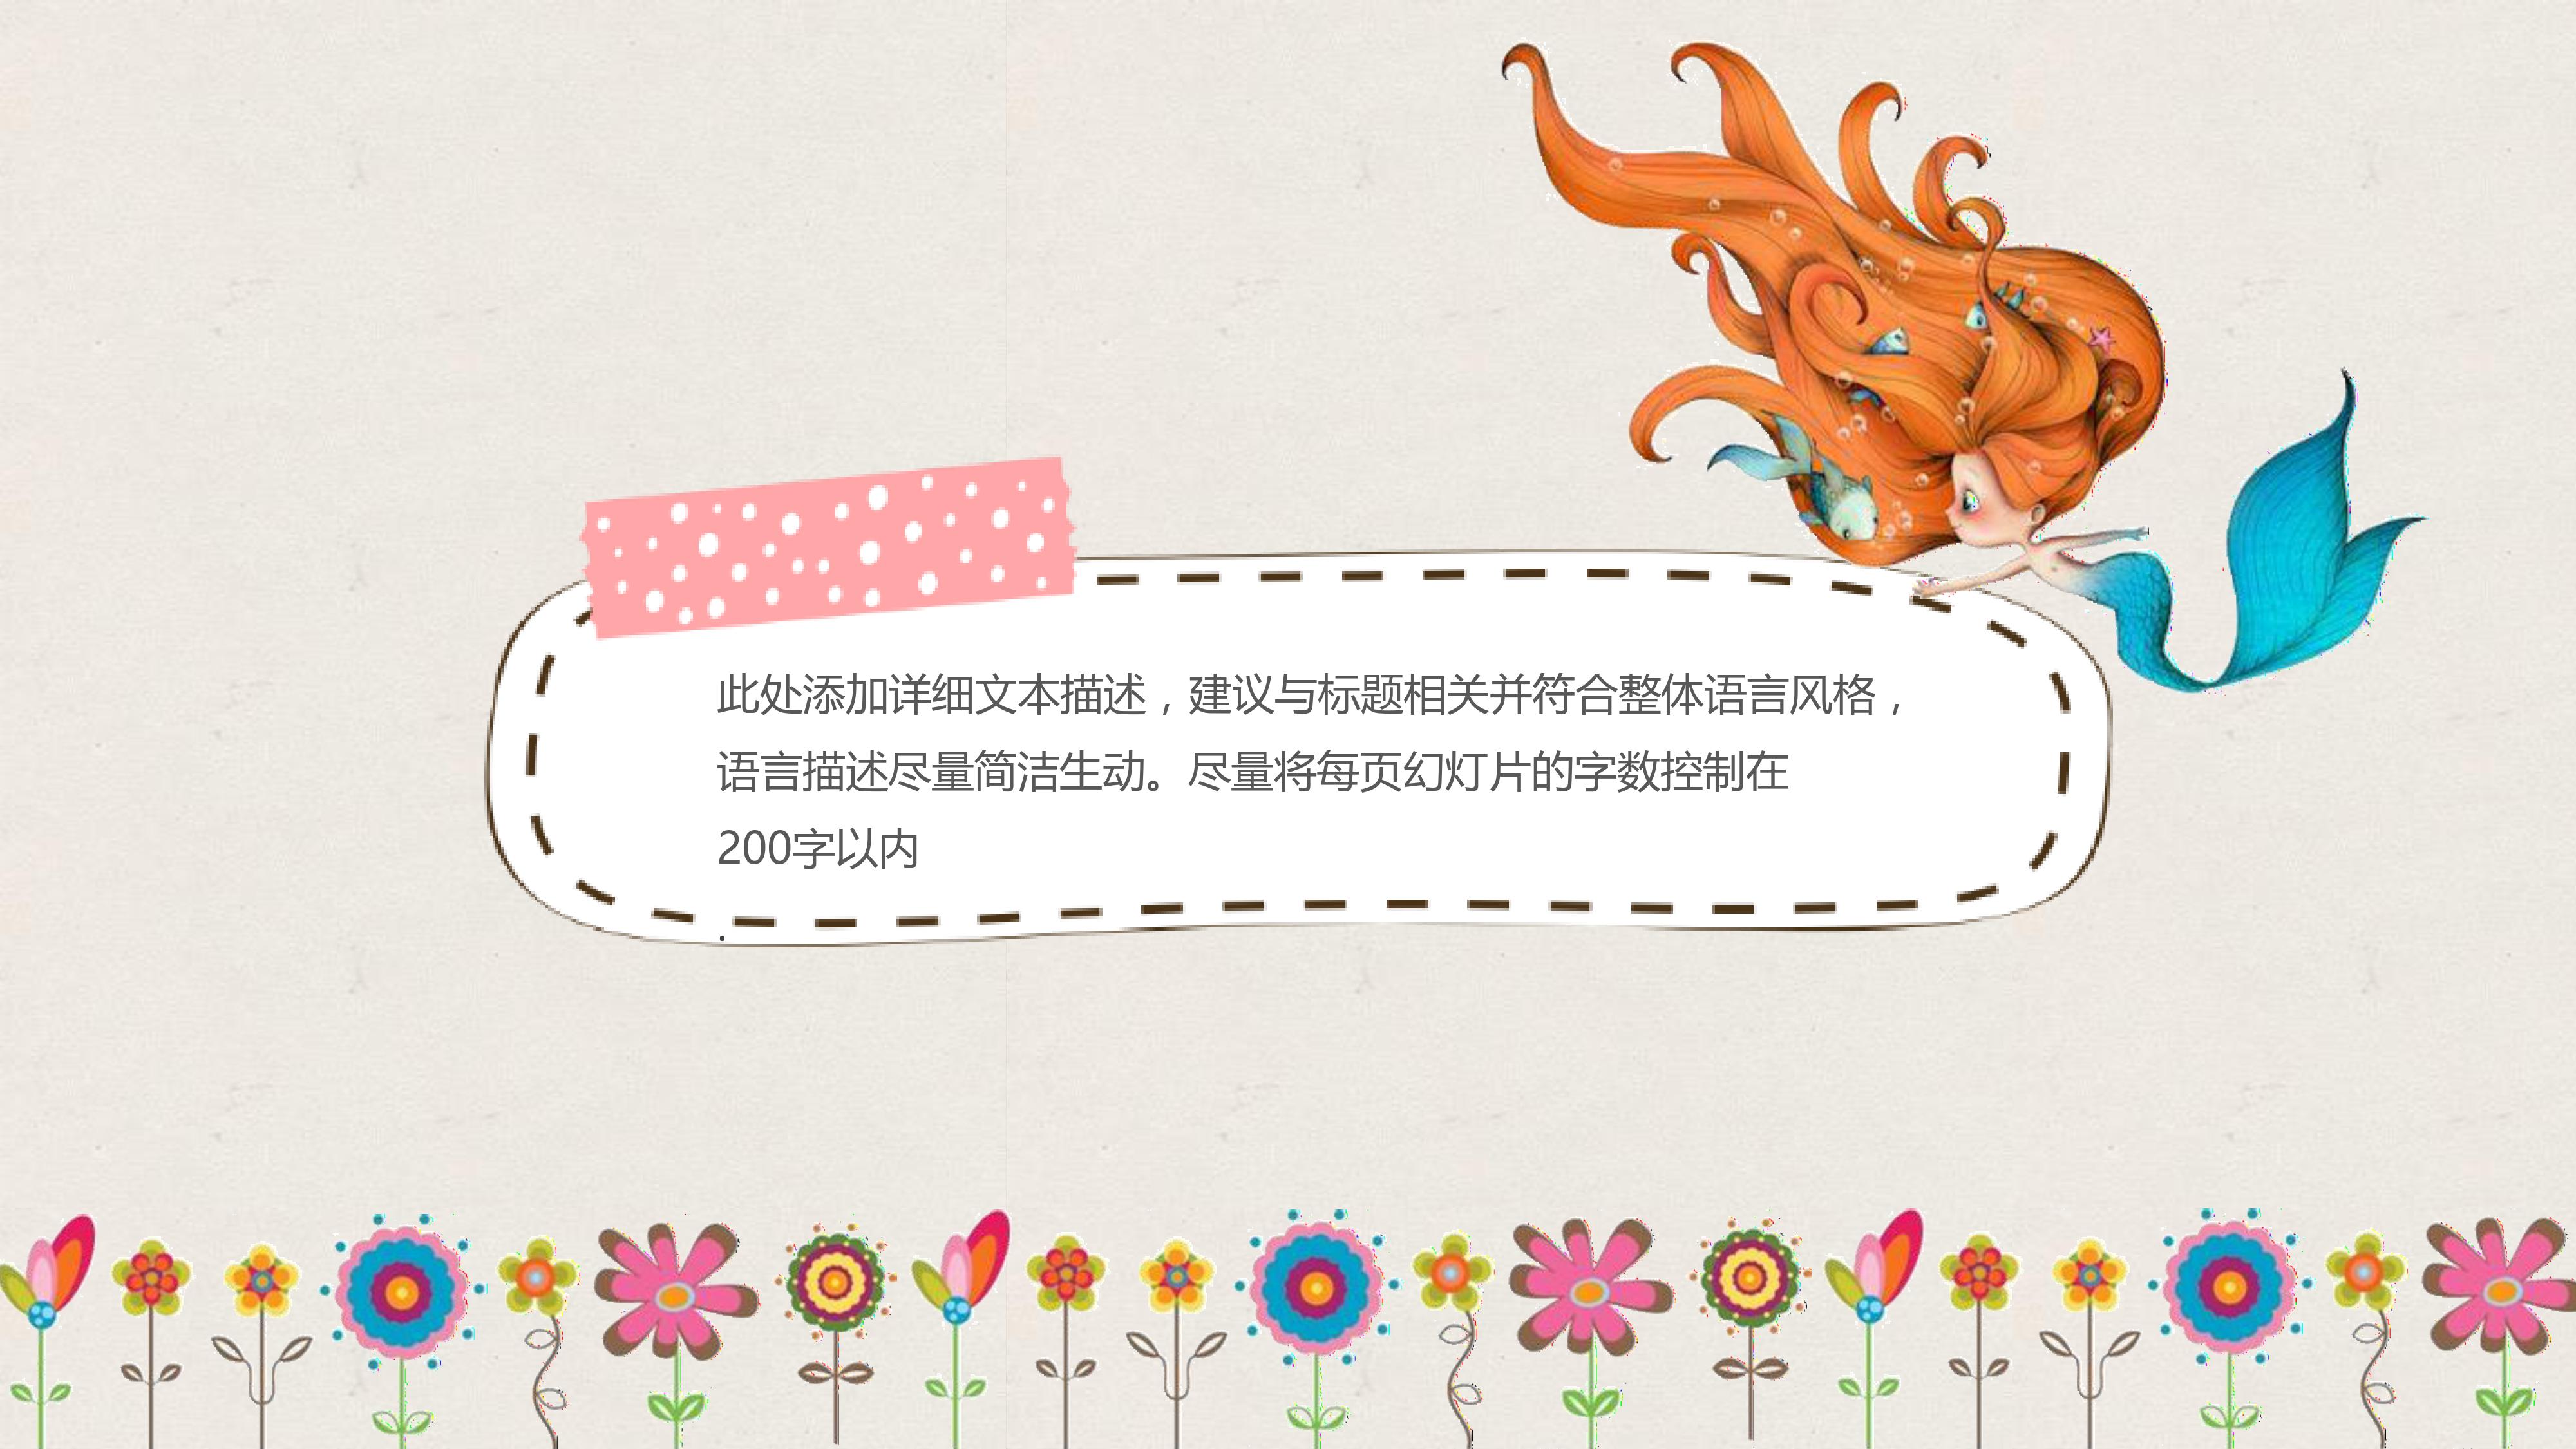 此处添加详细文本描述，建议与标题相关并符合整体语言风格，
语言描述尽量简洁生动。尽量将每页幻灯片的字数控制在
200字以内
.